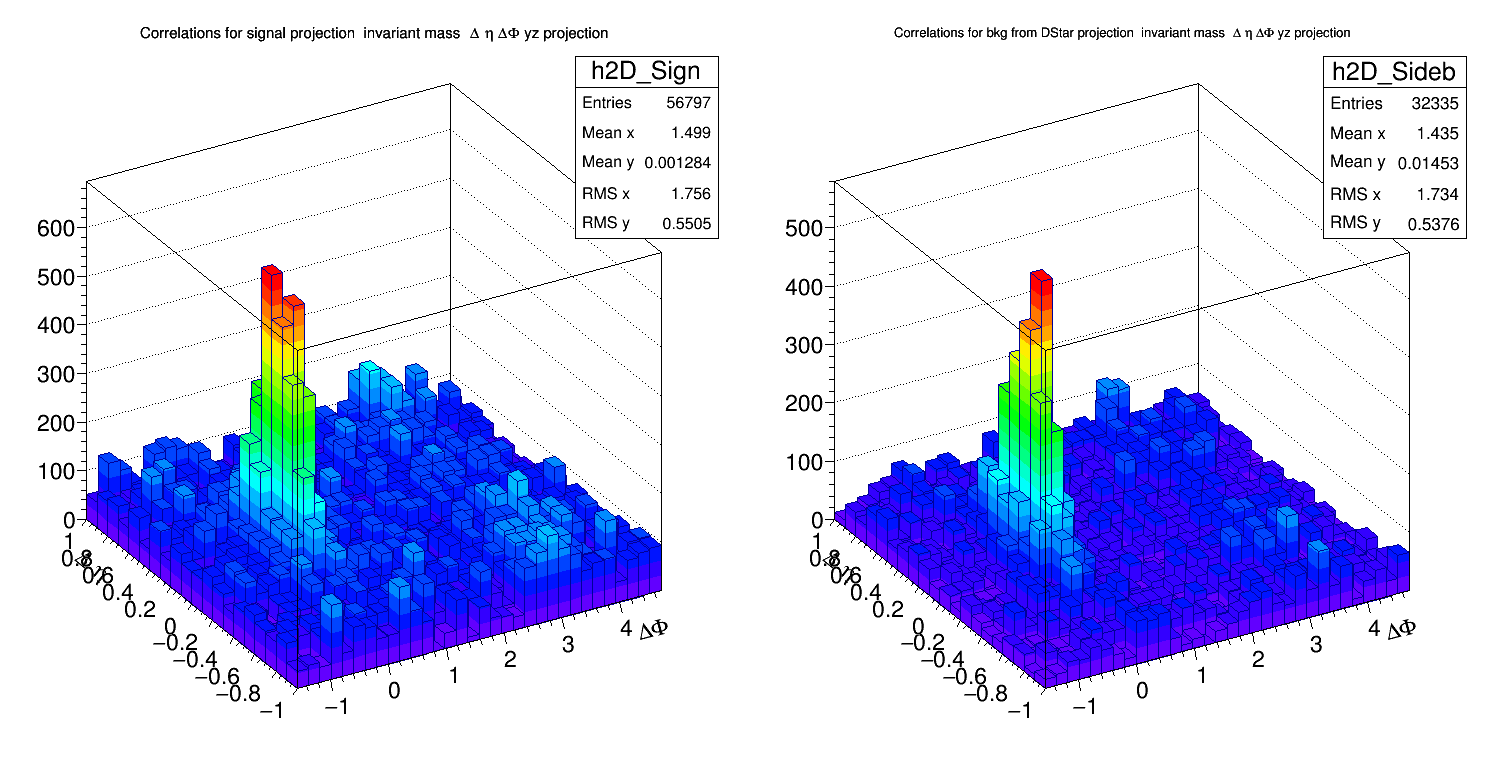 Correlations for signal projection  invariant mass  Δ η ΔΦ yz projection
h2D_Sign
Entries 56797
Mean x 1.499
Mean y 0.001284
RMS x 1.756
RMS y 0.5505
600
500
400
300
200
100
0
1
0.8
0.6
0.4
0.2
0
−0.2
−0.4
−0.6
−0.8
−1
Δ η
−1
0
1
2
3
4
ΔΦ
Correlations for bkg from DStar projection  invariant mass  Δ η ΔΦ yz projection
h2D_Sideb
Entries 32335
Mean x 1.435
Mean y 0.01453
RMS x 1.734
RMS y 0.5376
500
400
300
200
100
0
1
0.8
0.6
0.4
0.2
0
−0.2
−0.4
−0.6
−0.8
−1
Δ η
−1
0
1
2
3
4
ΔΦ